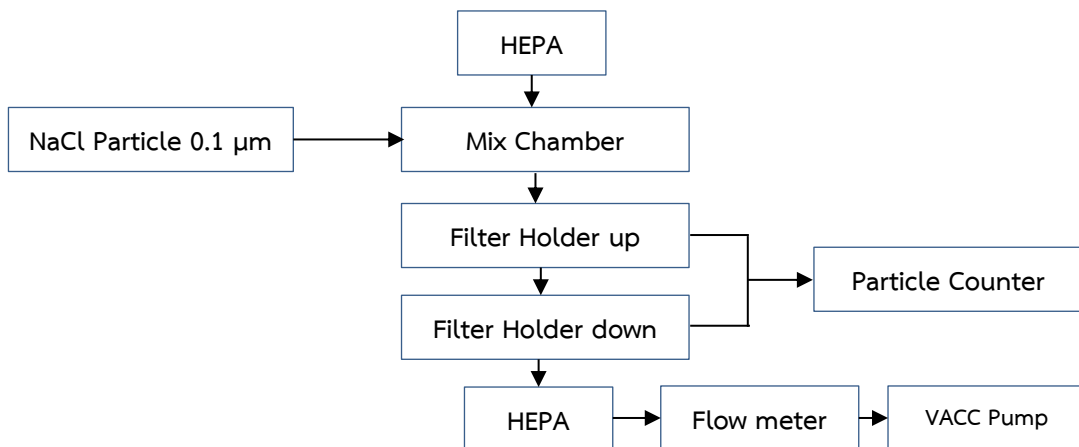 HEPA
NaCl Particle 0.1 µm
Mix Chamber
Filter Holder up
Particle Counter
Filter Holder down
HEPA
Flow meter
VACC Pump